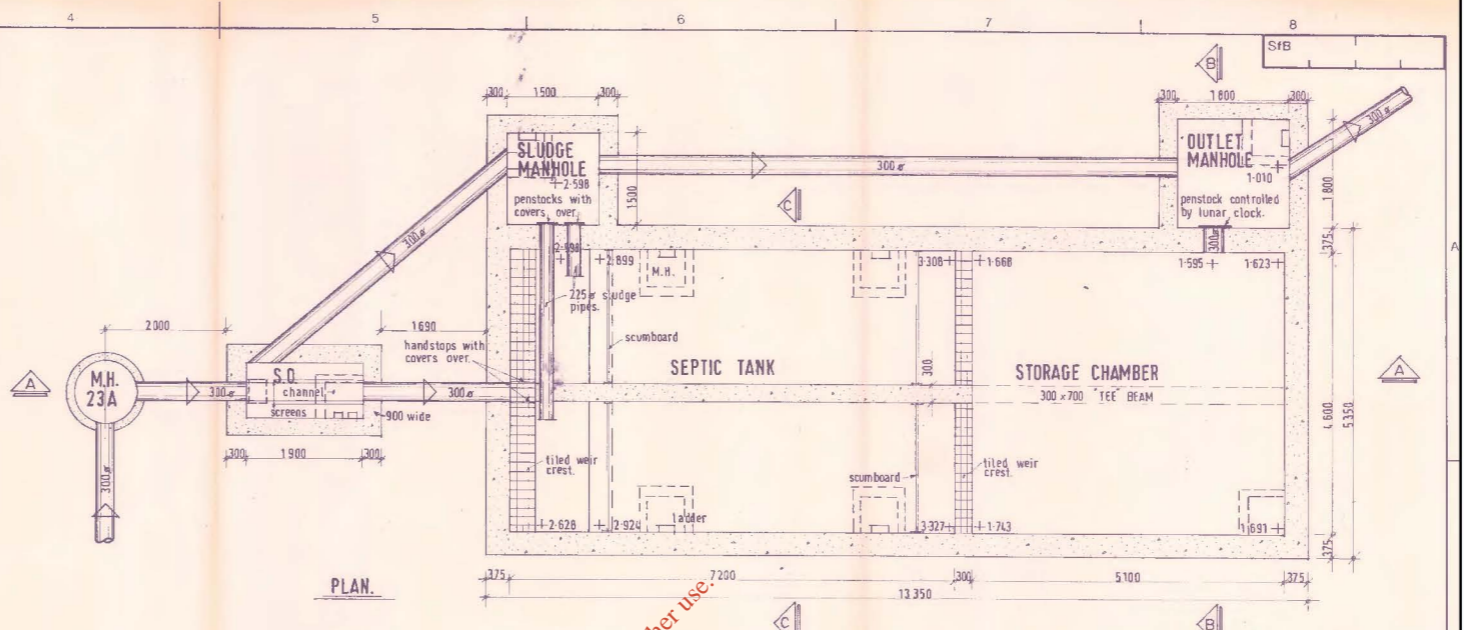 4
5
6
7
8
SfB
A
B
300 1500 300
300 1800 300
SLUDGE
MANHOLE
2·598
penstocks with
covers over.
1500
300ø
300ø
300ø
OUTLET
MANHOLE
1·010
penstock controlled
by lunar clock.
300ø
1800
375
C
2·598
2·899
M.H.
225ø sludge
pipes.
3·308
1·668
1·595
1·623
scumboard
handstops with
covers over.
2000
1690
SEPTIC TANK
300
STORAGE CHAMBER
300 x 700 "TEE" BEAM
4600
5350
A
A
M.H.
23A
300ø
S.O.
channel
screens
300ø
900 wide
300 1900 300
300ø
tiled weir
crest.
scumboard
tiled weir
crest.
2·628
2·924
ladder
3·327
1·743
1·691
375
PLAN.
375
7200
300
5100
375
13 350
her use.
C
B